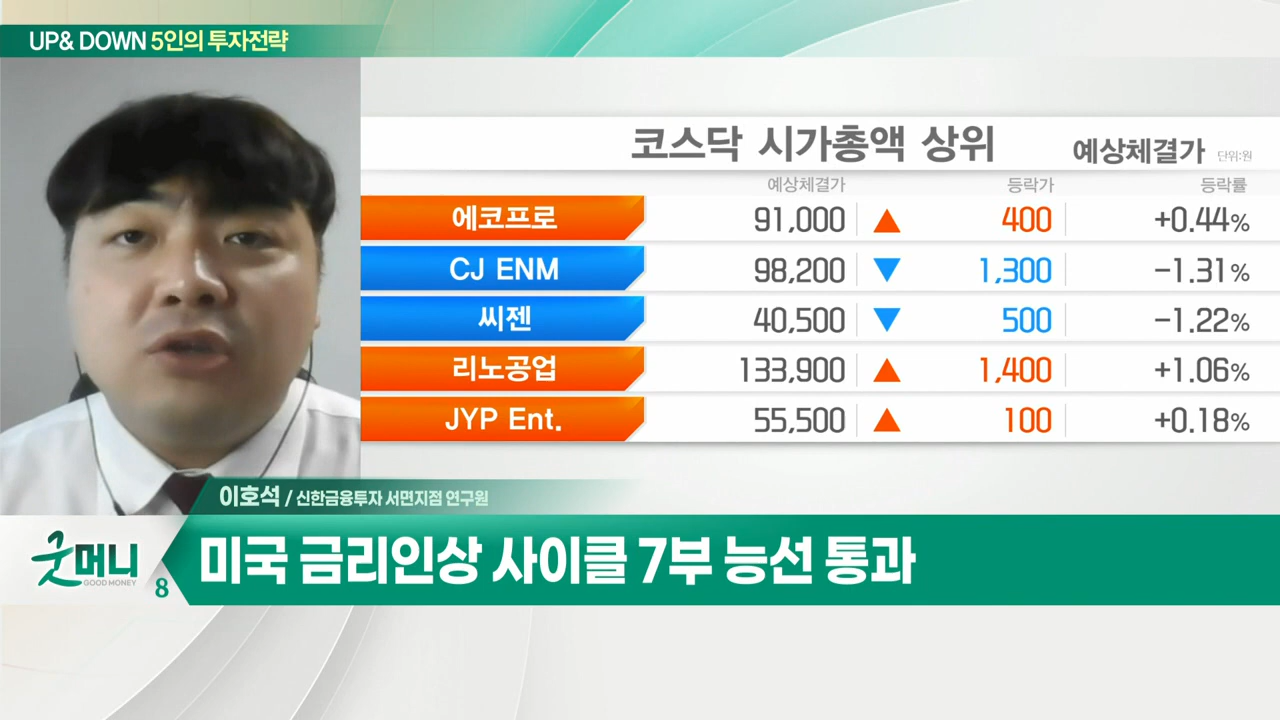 UP& DOWN 5인의 투자전략
코스닥 시가총액 상위 예상체결가 단위:원
예상체결가 등락가 등락률
에코프로 91,000 ▲ 400 +0.44%
CJ ENM 98,200 ▼ 1,300 -1.31%
씨젠 40,500 ▼ 500 -1.22%
리노공업 133,900 ▲ 1,400 +1.06%
JYP Ent. 55,500 ▲ 100 +0.18%
이호석 / 신한금융투자 서면지점 연구원
굿머니
GOOD MONEY
8
미국 금리인상 사이클 7부 능선 통과